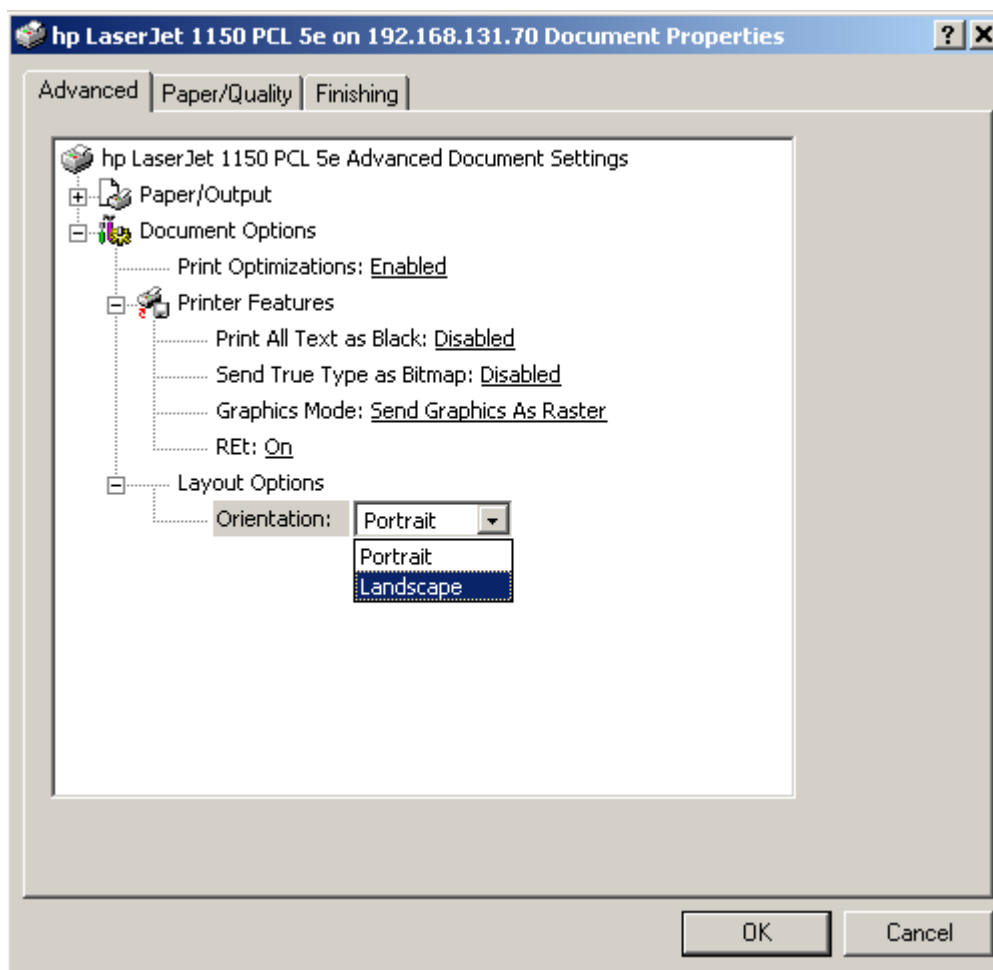 hp LaserJet 1150 PCL 5e on 192.168.131.70 Document Properties
Advanced
Paper/Quality
Finishing
hp LaserJet 1150 PCL 5e Advanced Document Settings
Paper/Output
Document Options
Print Optimizations: Enabled
Printer Features
Print All Text as Black: Disabled
Send True Type as Bitmap: Disabled
Graphics Mode: Send Graphics As Raster
REt: On
Layout Options
Orientation: Portrait
Portrait
Landscape
OK
Cancel